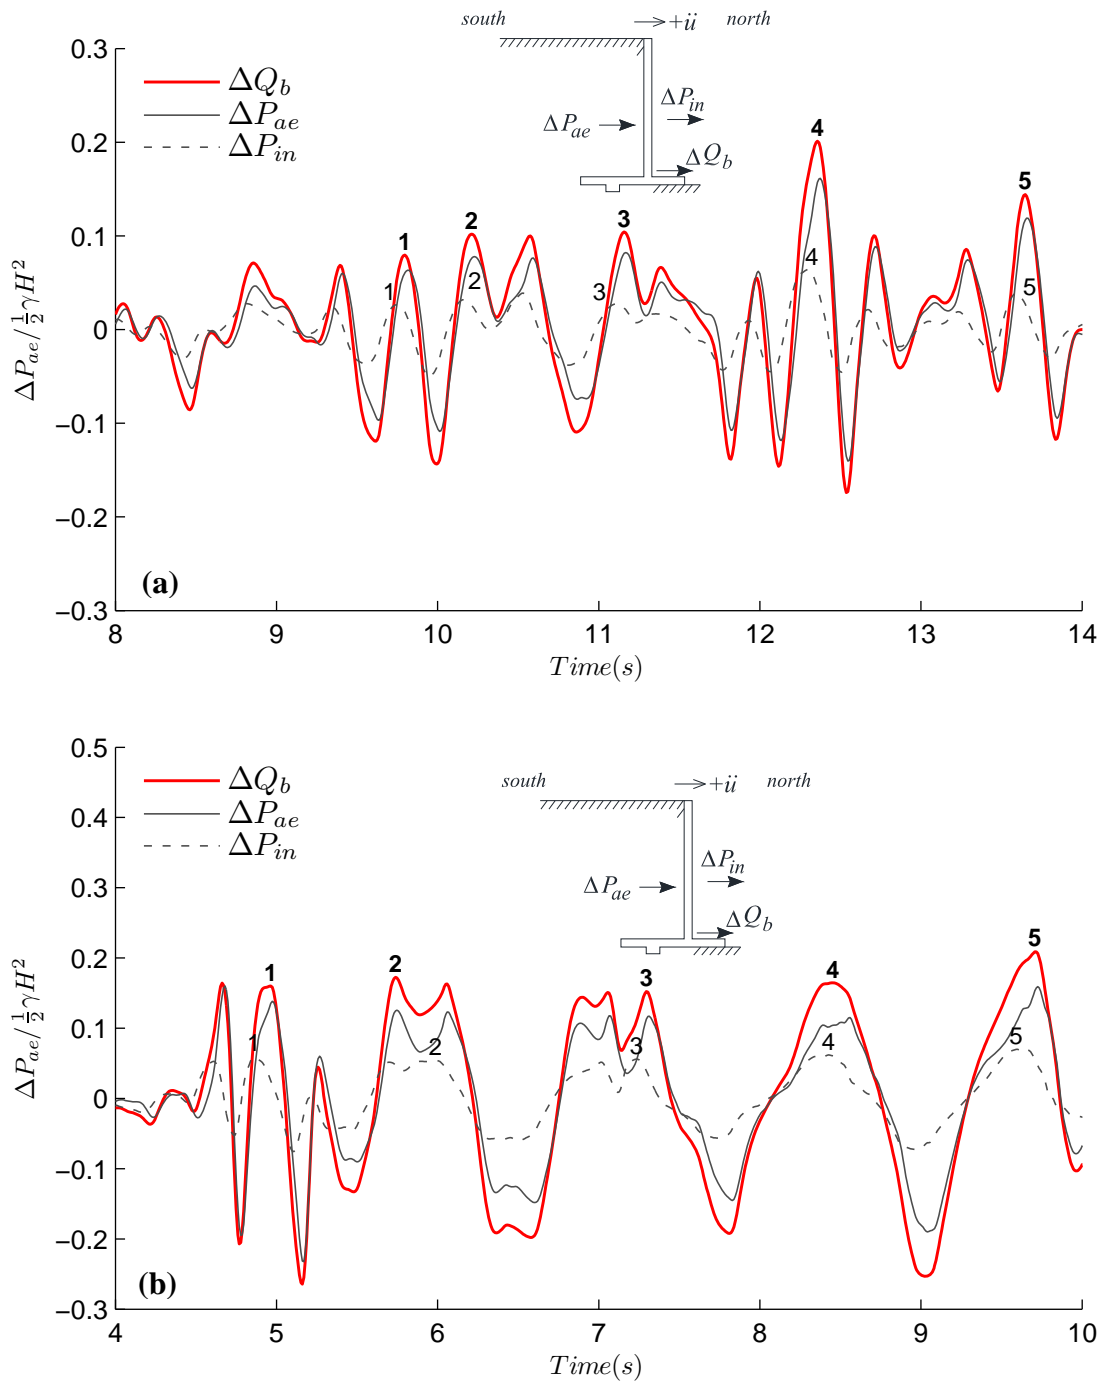 south +ü north
0.3
ΔQ_b
ΔP_ae
ΔP_in
ΔP_in
ΔP_ae
ΔQ_b
0.2
0.1
0
−0.1
−0.2
−0.3
ΔP_ae/½γH²
1 2 3 4 5
1 2 3 4 5
(a)
8 9 10 11 12 13 14
Time(s)
0.5
south +ü north
ΔQ_b
ΔP_ae
ΔP_in
ΔP_in
ΔP_ae
ΔQ_b
0.4
0.3
0.2
0.1
0
−0.1
−0.2
−0.3
ΔP_ae/½γH²
1 2 3 4 5
1 2 3 4 5
(b)
4 5 6 7 8 9 10
Time(s)